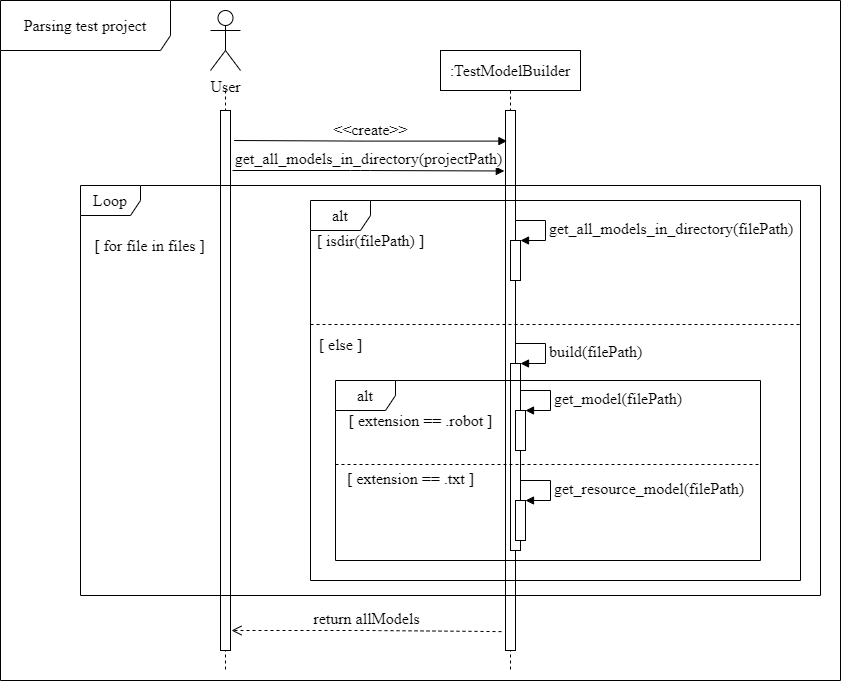 Parsing test project
User
:TestModelBuilder
<<create>>
get_all_models_in_directory(projectPath)
Loop
[ for file in files ]
alt
[ isdir(filePath) ]
get_all_models_in_directory(filePath)
[ else ]
build(filePath)
alt
[ extension == .robot ]
get_model(filePath)
[ extension == .txt ]
get_resource_model(filePath)
return allModels